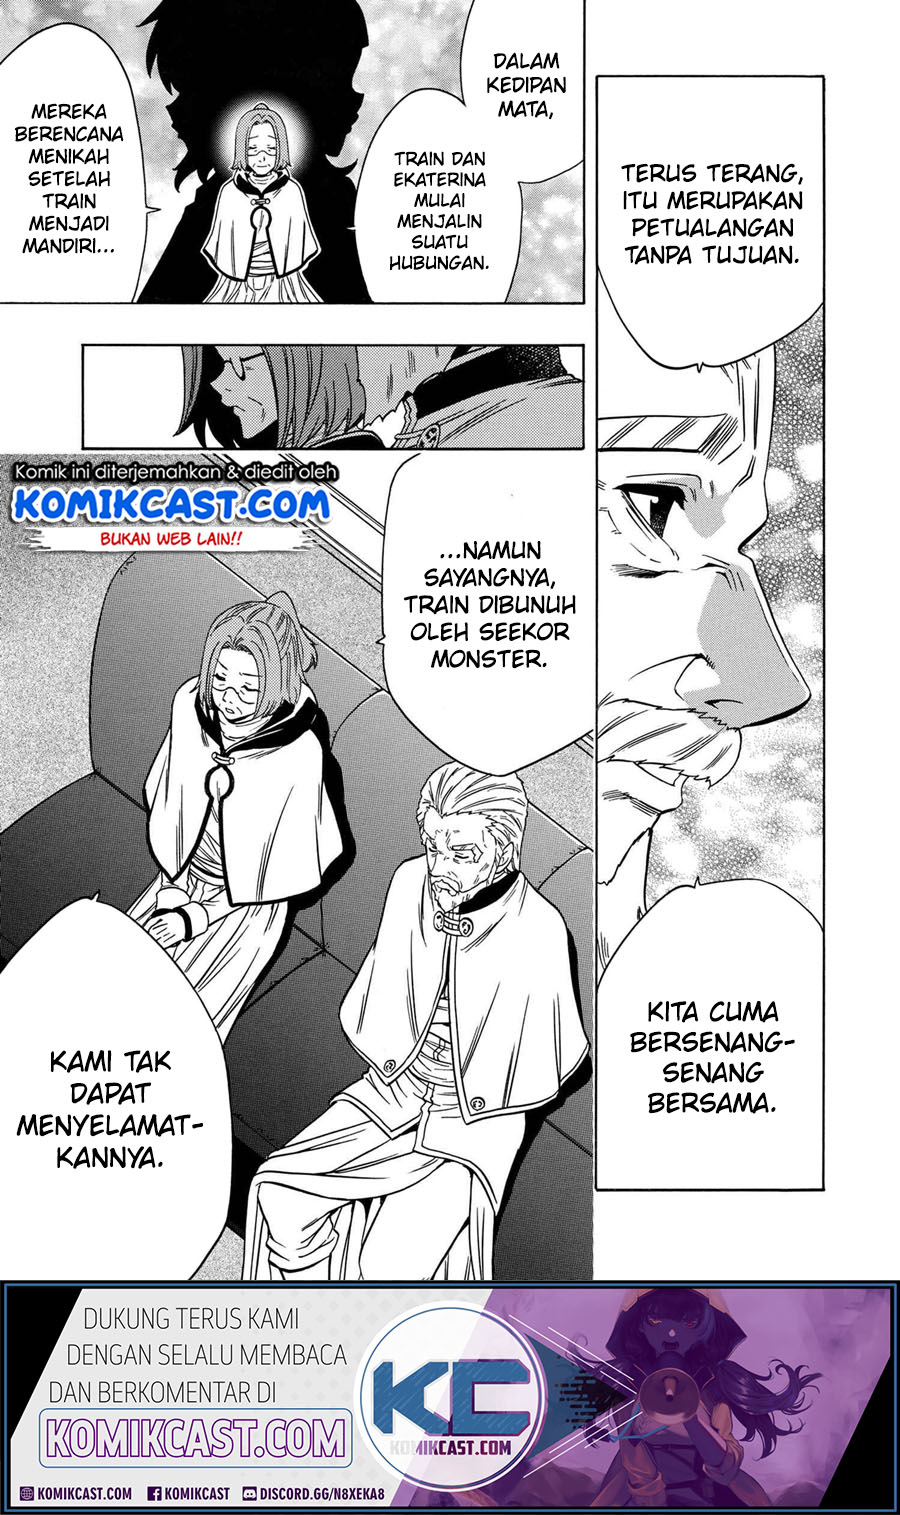 TERUS TERANG,
ITU MERUPAKAN
PETUALANGAN
TANPA TUJUAN.
KITA CUMA
BERSENANG-
SENANG
BERSAMA.
DALAM
KEDIPAN
MATA,
TRAIN DAN
EKATERINA
MULAI
MENJALIN
SUATU
HUBUNGAN.
MEREKA
BERENCANA
MENIKAH
SETELAH
TRAIN
MENJADI
MANDIRI...
Komik ini diterjemahkan & diedit oleh
KOMIKCAST.COM
BUKAN WEB LAIN!!
...NAMUN
SAYANGNYA,
TRAIN DIBUNUH
OLEH SEEKOR
MONSTER.
KAMI TAK
DAPAT
MENYELAMAT-
KANNYA.
DUKUNG TERUS KAMI
DENGAN SELALU MEMBACA
DAN BERKOMENTAR DI
KOMIKCAST.COM
KC
KOMIKCAST.COM
KOMIKCAST.COM KOMIKCAST DISCORD.GG/N8XEKA8